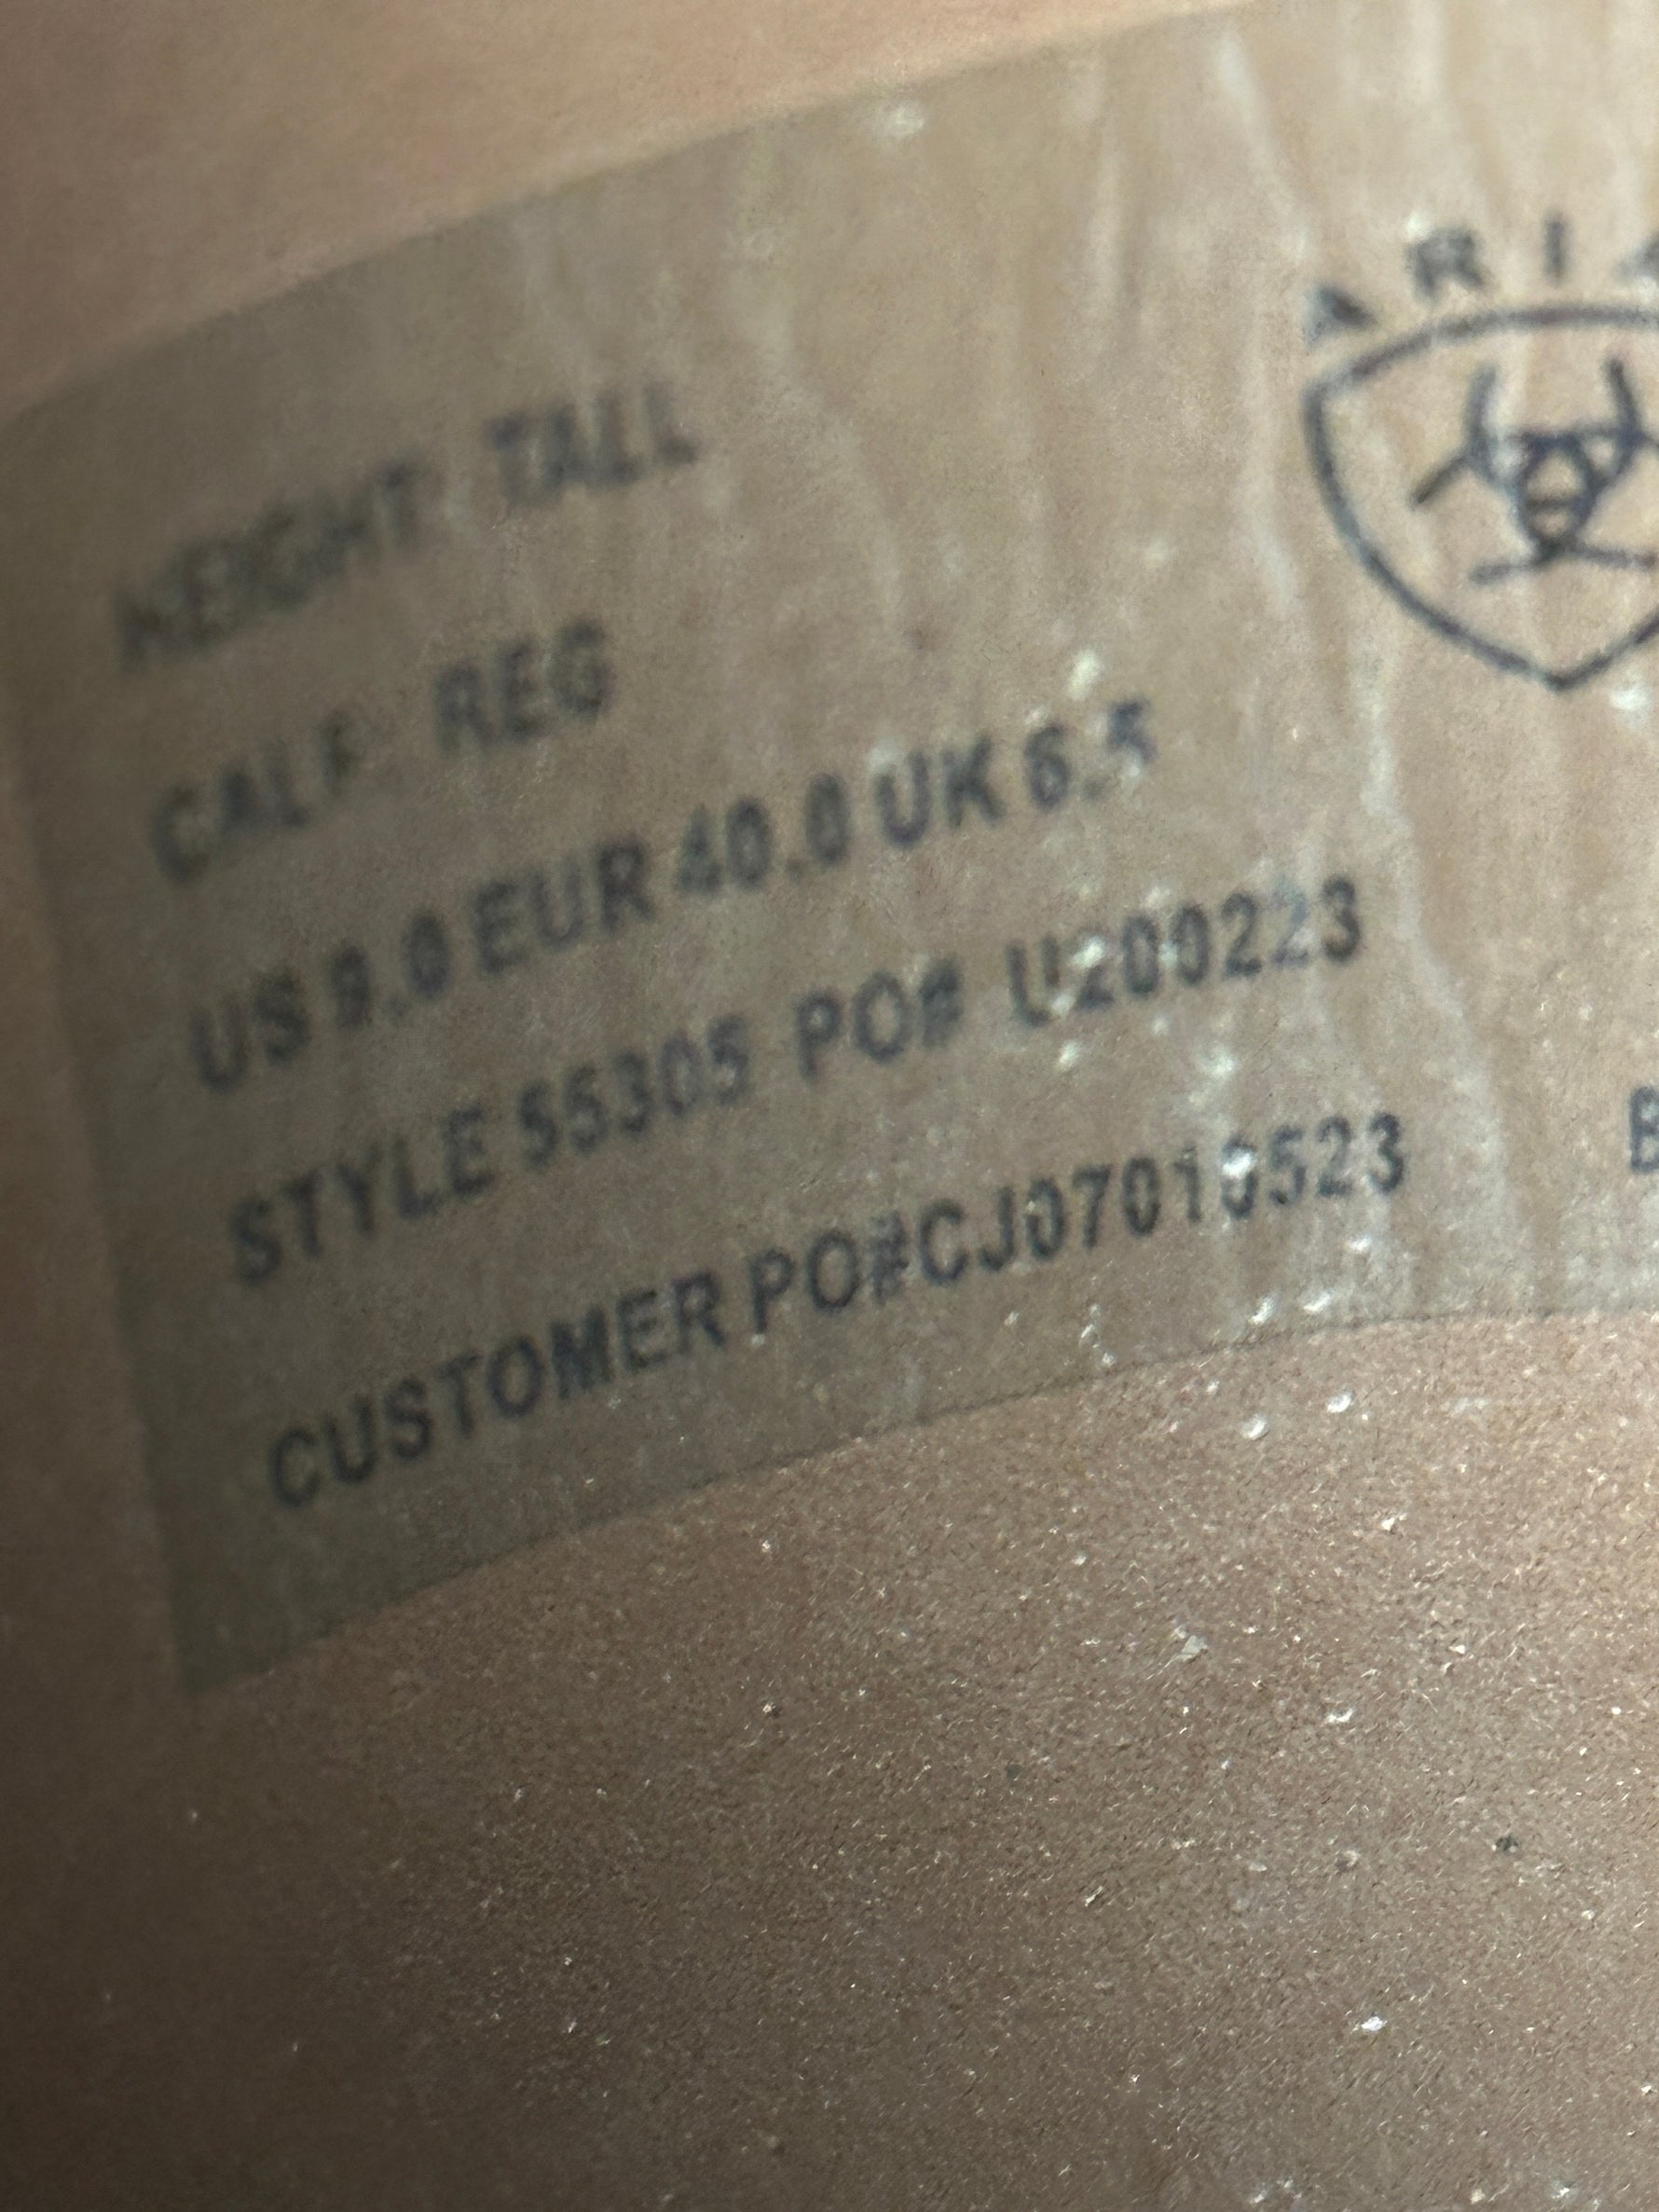 HEIGHT TALL
CALF REG
US 9.0 EUR 40.0 UK 6.5
STYLE 55305 PO# U200223
CUSTOMER PO#CJ07010523
ARIA
B